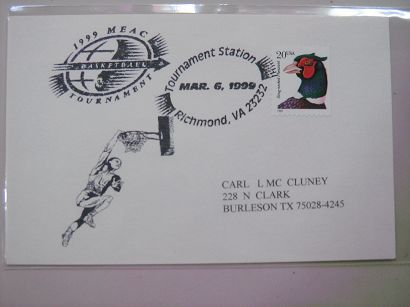 1999 MEAC
BASKETBALL
TOURNAMENT
Tournament Station
MAR. 6, 1999
Richmond, VA 23232
20 USA
CARL L MC CLUNEY
228 N CLARK
BURLESON TX 75028-4245